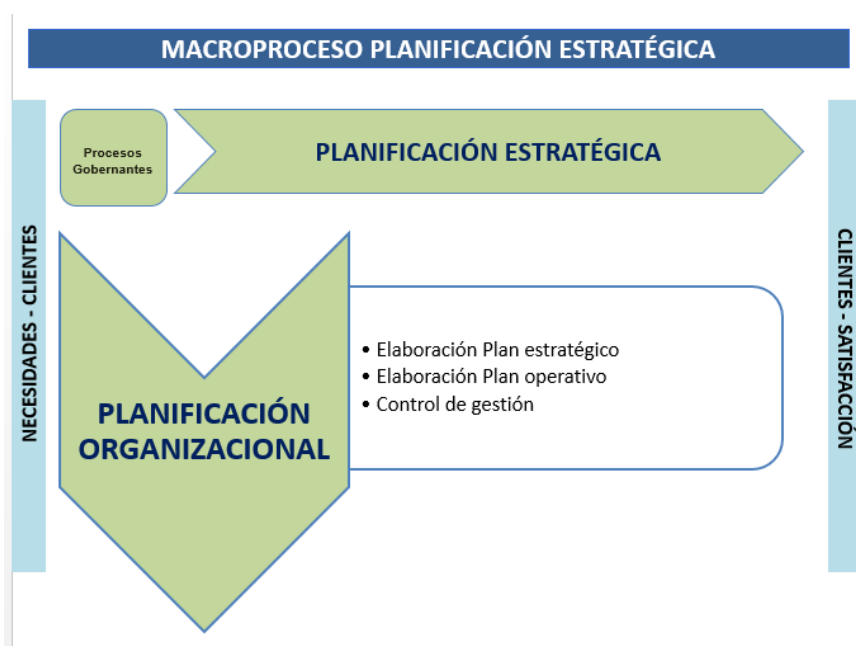 MACROPROCESO PLANIFICACIÓN ESTRATÉGICA
Procesos
Gobernantes
PLANIFICACIÓN ESTRATÉGICA
NECESIDADES - CLIENTES
CLIENTES - SATISFACCIÓN
PLANIFICACIÓN
ORGANIZACIONAL
• Elaboración Plan estratégico
• Elaboración Plan operativo
• Control de gestión